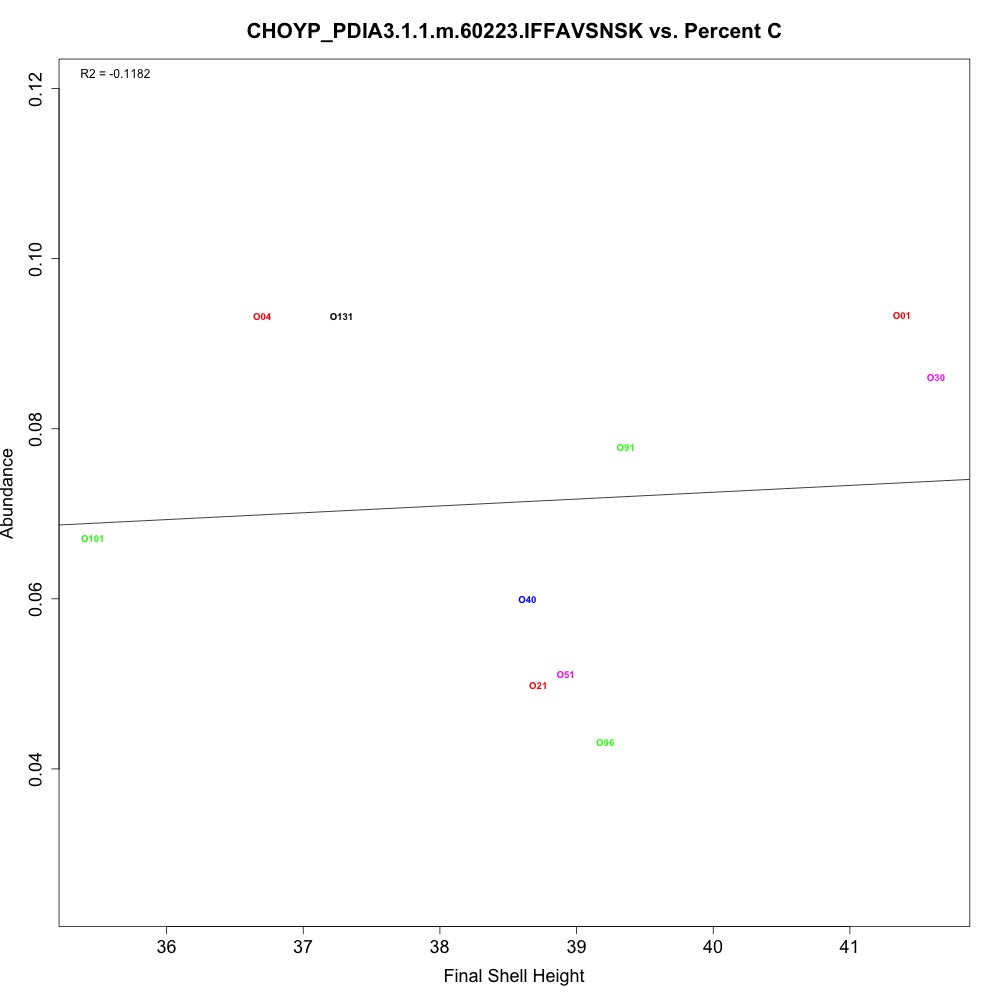 CHOYP_PDIA3.1.1.m.60223.IFFAVSNSK vs. Percent C
R2 = -0.1182
0.12
0.10
0.08
0.06
0.04
Abundance
O04
O131
O01
O30
O91
O101
O40
O51
O21
O96
36 37 38 39 40 41
Final Shell Height